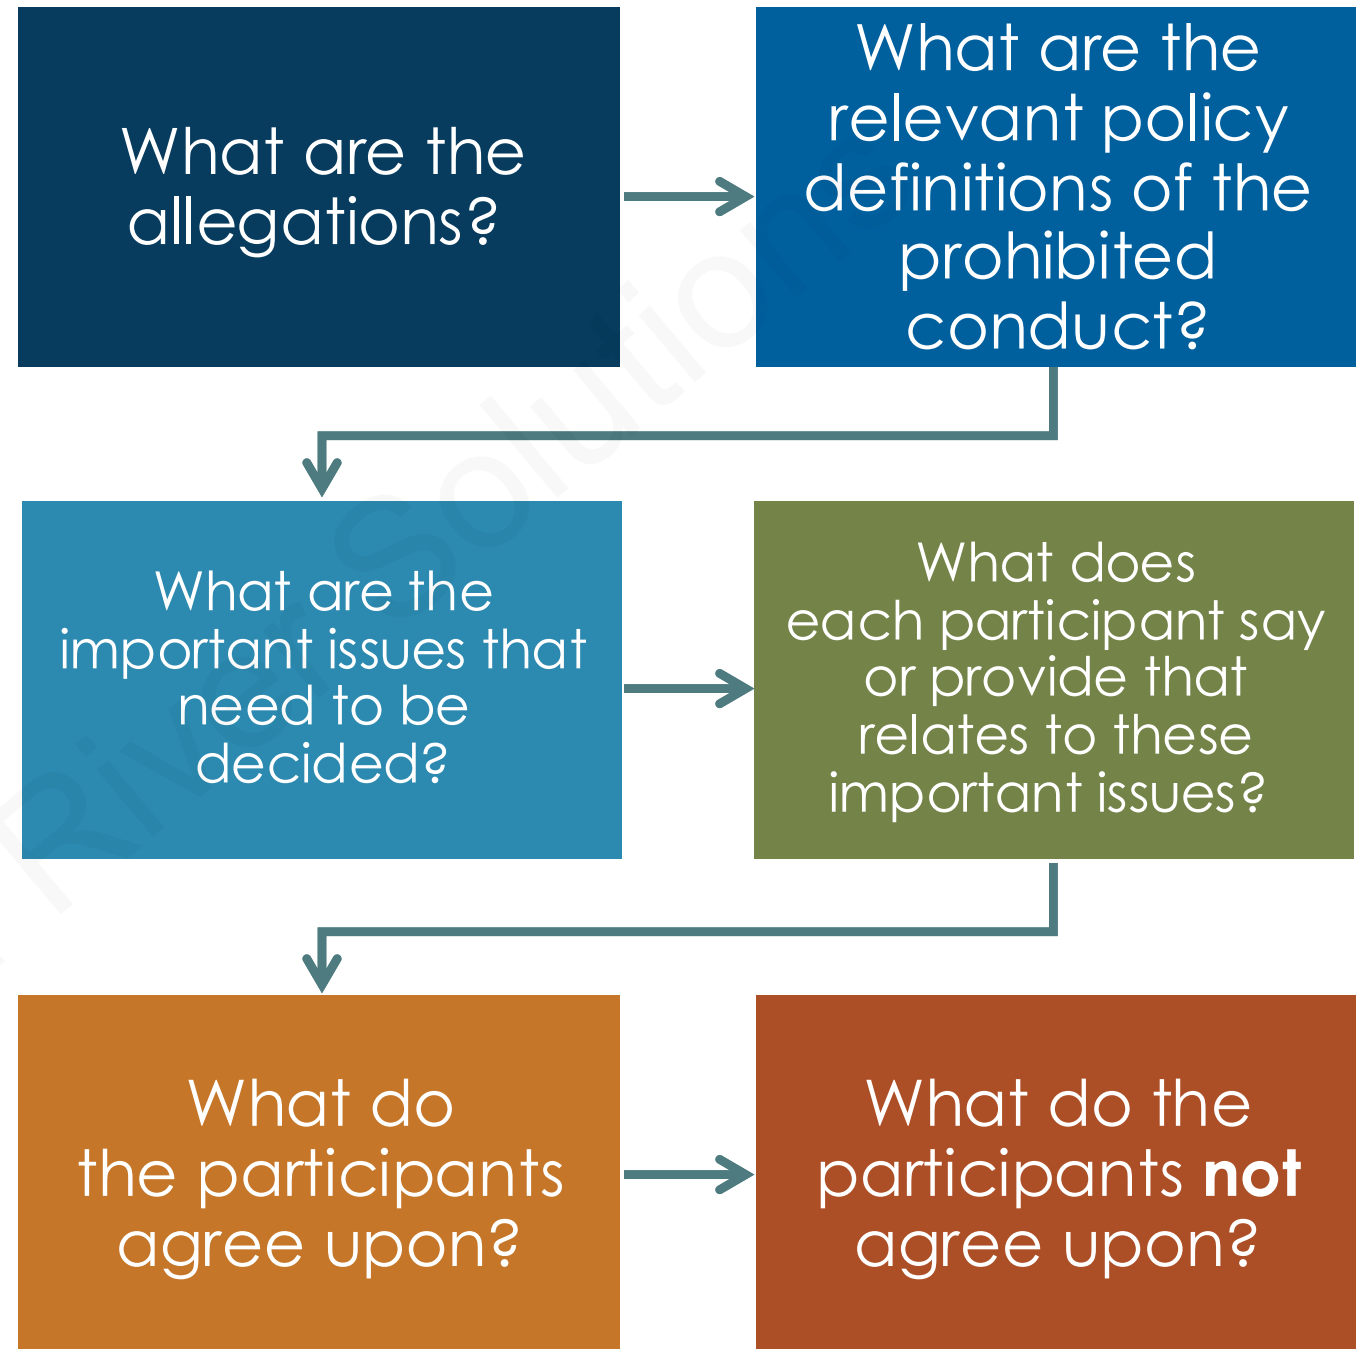 What are the
allegations?
What are the
relevant policy
definitions of the
prohibited
conduct?
What are the
important issues that
need to be
decided?
What does
each participant say
or provide that
relates to these
important issues?
What do
the participants
agree upon?
What do the
participants not
agree upon?
River Solutions